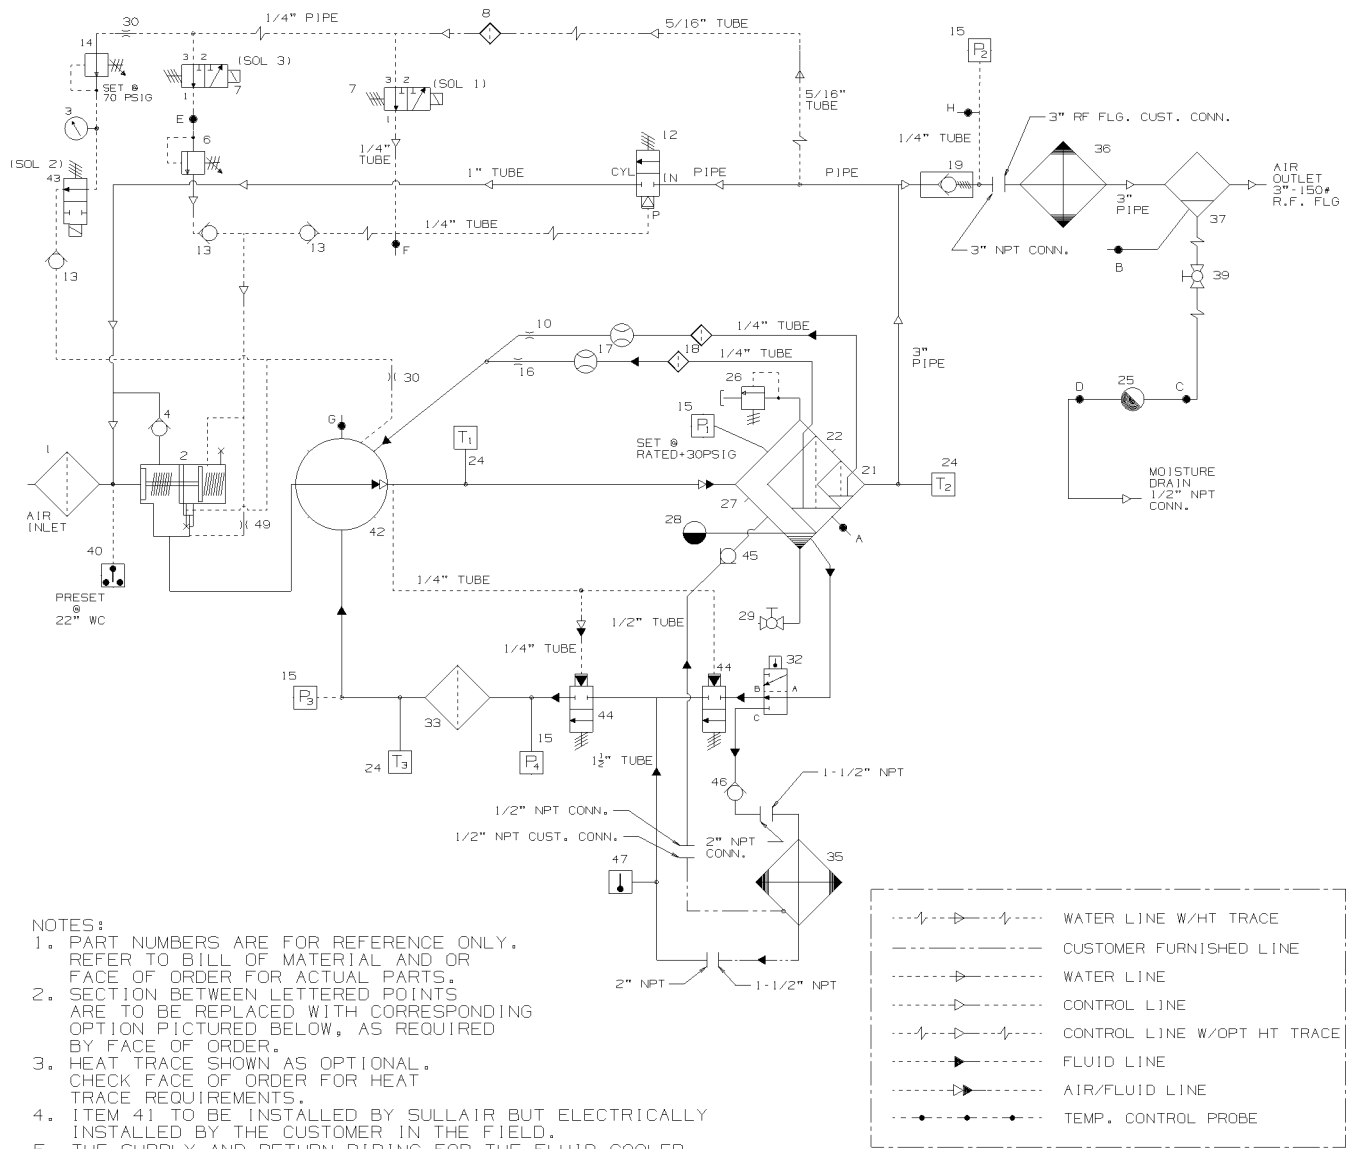 30
1/4" PIPE
8
5/16" TUBE
15
P2
14
3 2
(SOL 3)
7
1
SET @
70 PSIG
3 2
(SOL 1)
7
1
5/16"
TUBE
H
3" RF FLG. CUST. CONN.
3
E
6
1/4"
TUBE
12
1/4" TUBE
36
(SOL 2)
43
CYL
IN
P
1" TUBE
PIPE
PIPE
19
3"
PIPE
AIR
OUTLET
3"-150#
R.F. FLG
37
1/4" TUBE
13
13
13
F
3" NPT CONN.
B
39
10
17
18
1/4" TUBE
3"
PIPE
16
1/4" TUBE
30
26
D
25
C
4
G
15
P1
SET @
RATED+30PSIG
T1
24
22
21
24
T2
1
2
AIR
INLET
49
42
27
28
A
45
MOISTURE
DRAIN
1/2" NPT
CONN.
40
PRESET
@
22" WC
1/4" TUBE
1/2" TUBE
29
1/4" TUBE
44
32
B A
C
15
P3
33
44
15
P4
24
T3
1½" TUBE
46
1-1/2" NPT
1/2" NPT CONN.
1/2" NPT CUST. CONN.
2" NPT
CONN.
35
47
2" NPT
1-1/2" NPT
NOTES:
1. PART NUMBERS ARE FOR REFERENCE ONLY.
REFER TO BILL OF MATERIAL AND OR
FACE OF ORDER FOR ACTUAL PARTS.
2. SECTION BETWEEN LETTERED POINTS
ARE TO BE REPLACED WITH CORRESPONDING
OPTION PICTURED BELOW, AS REQUIRED
BY FACE OF ORDER.
3. HEAT TRACE SHOWN AS OPTIONAL.
CHECK FACE OF ORDER FOR HEAT
TRACE REQUIREMENTS.
4. ITEM 41 TO BE INSTALLED BY SULLAIR BUT ELECTRICALLY
INSTALLED BY THE CUSTOMER IN THE FIELD.
5. THE SUPPLY AND RETURN PIPING FOR THE FLUID COOLER
WATER LINE W/HT TRACE
CUSTOMER FURNISHED LINE
WATER LINE
CONTROL LINE
CONTROL LINE W/OPT HT TRACE
FLUID LINE
AIR/FLUID LINE
TEMP. CONTROL PROBE